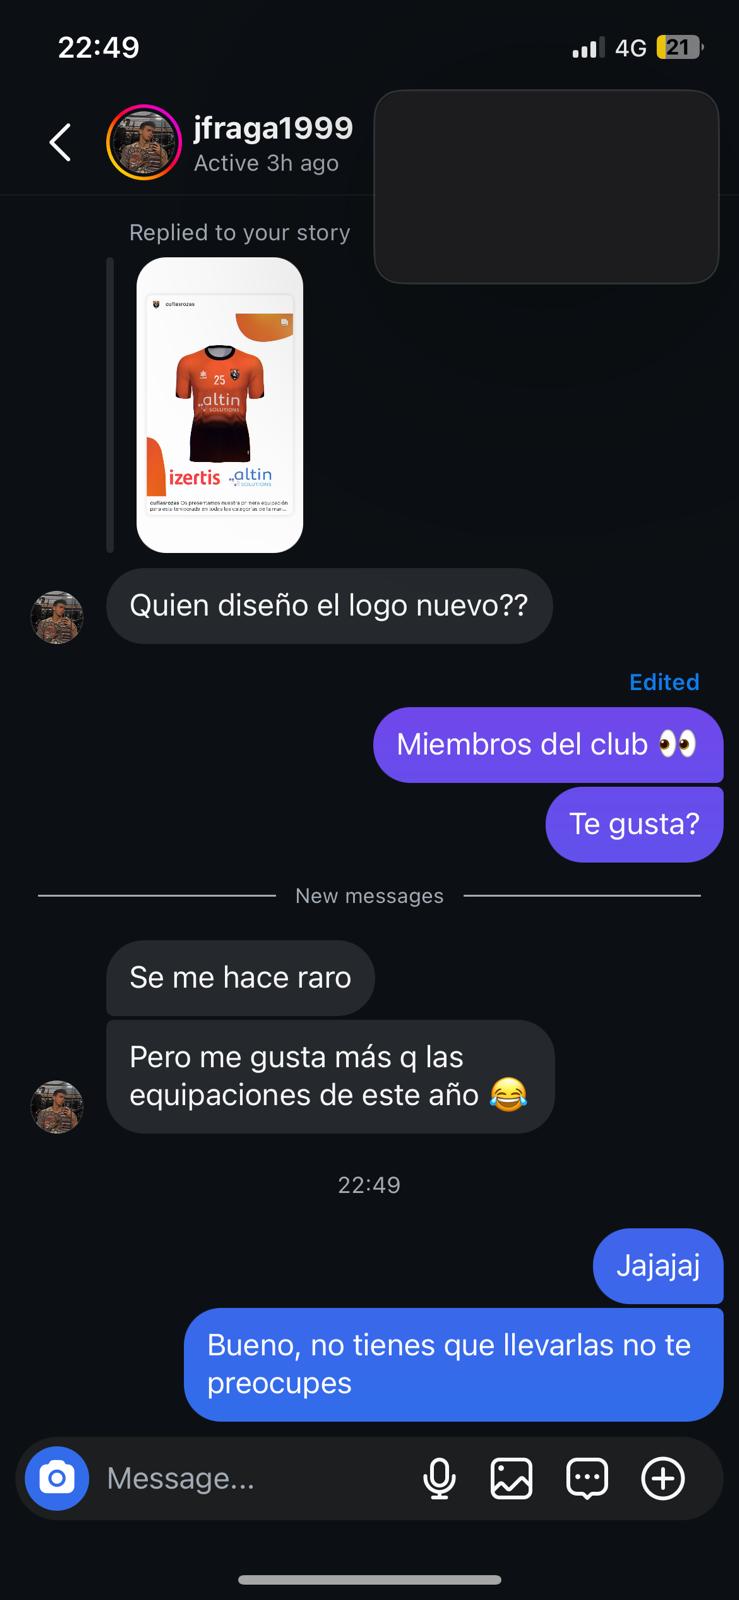 22:49
4G
21
jfraga1999
Active 3h ago
Replied to your story
cuflasrozas
25
altin
SOLUTIONS
izertis
altin
SOLUTIONS
cuflasrozas Os presentamos nuestra primera equipación
para esta temporada en todas las categorías de la mar...
Quien diseño el logo nuevo??
Edited
Miembros del club 👀
Te gusta?
New messages
Se me hace raro
Pero me gusta más q las
equipaciones de este año 😂
22:49
Jajajaj
Bueno, no tienes que llevarlas no te
preocupes
Message...